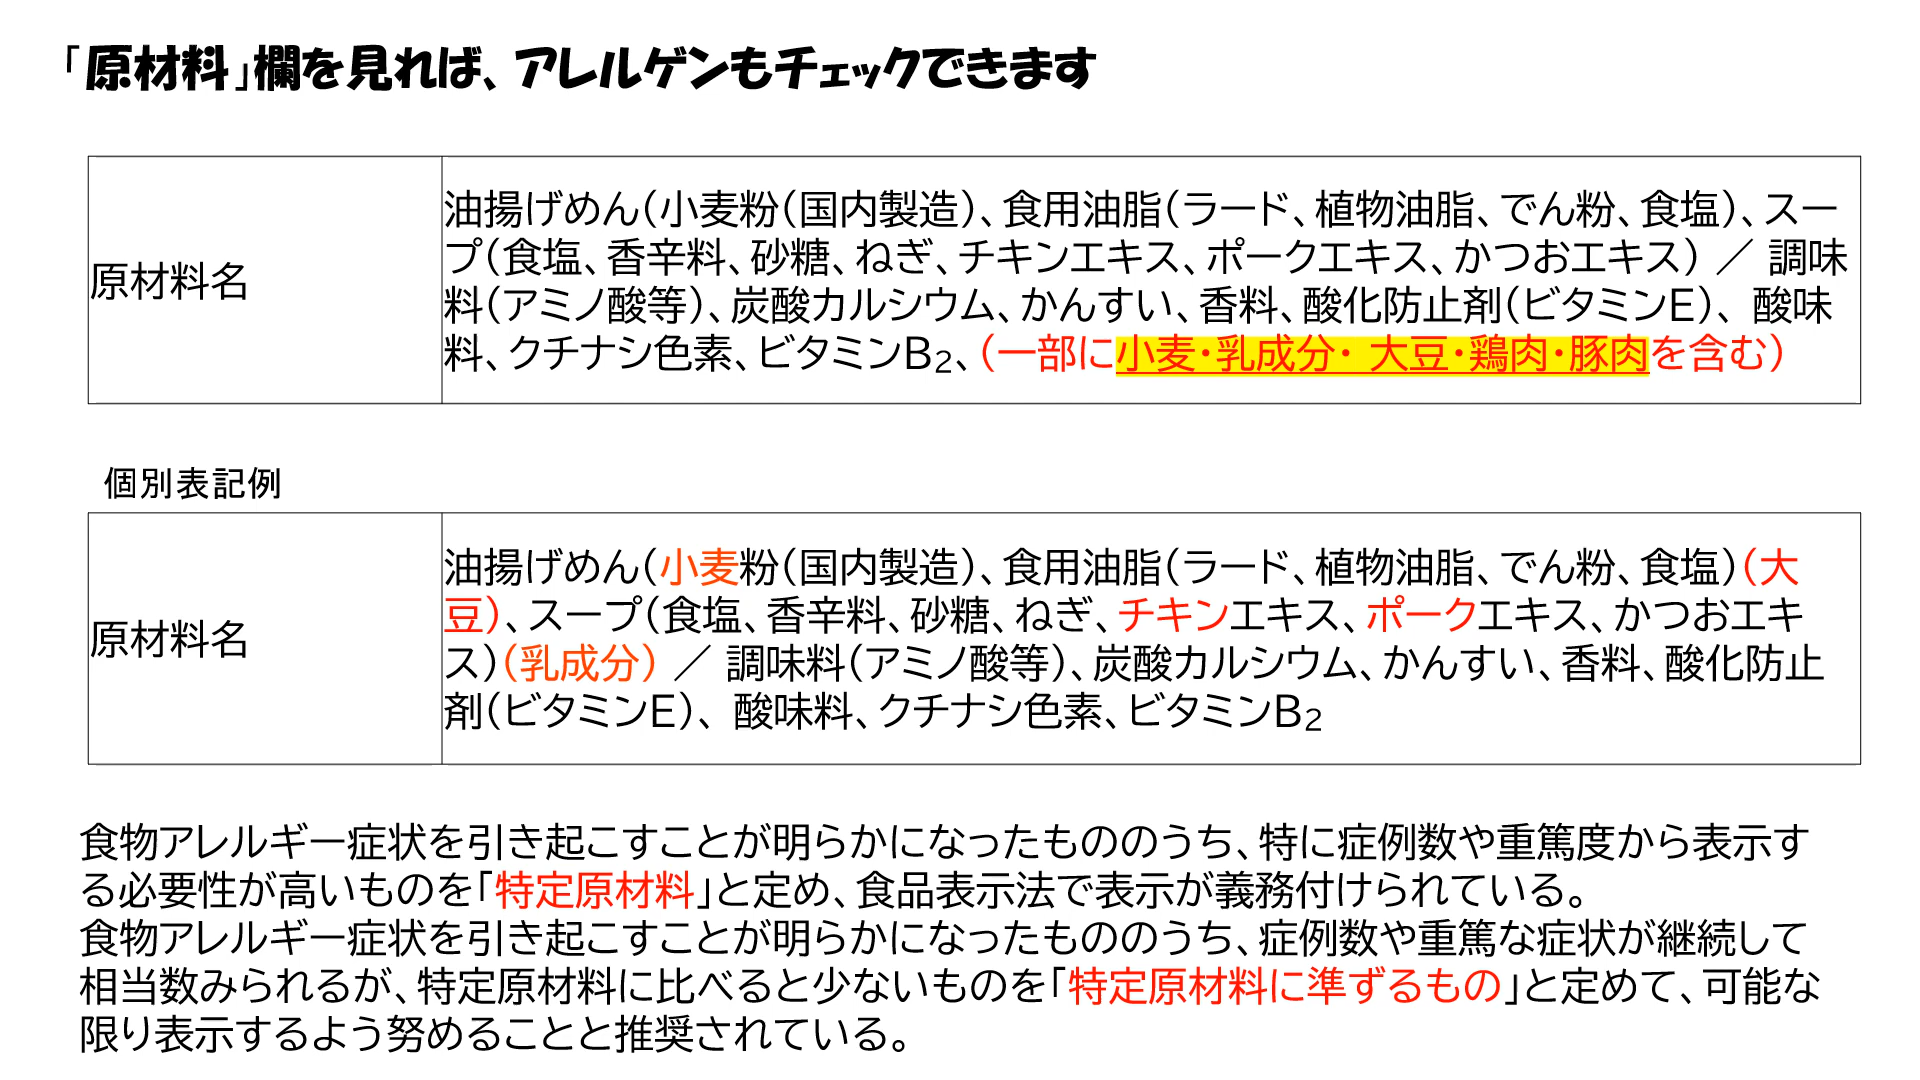 「原材料」欄を見れば、アレルゲンもチェックできます
原材料名
油揚げめん(小麦粉(国内製造)、食用油脂(ラード、植物油脂、でん粉、食塩)、スー
プ(食塩、香辛料、砂糖、ねぎ、チキンエキス、ポークエキス、かつおエキス) ／ 調味
料(アミノ酸等)、炭酸カルシウム、かんすい、香料、酸化防止剤(ビタミンE)、 酸味
料、クチナシ色素、ビタミンB₂、(一部に小麦・乳成分・ 大豆・鶏肉・豚肉を含む)
個別表記例
原材料名
油揚げめん(小麦粉(国内製造)、食用油脂(ラード、植物油脂、でん粉、食塩)(大
豆)、スープ(食塩、香辛料、砂糖、ねぎ、チキンエキス、ポークエキス、かつおエキ
ス)(乳成分) ／ 調味料(アミノ酸等)、炭酸カルシウム、かんすい、香料、酸化防止
剤(ビタミンE)、 酸味料、クチナシ色素、ビタミンB₂
食物アレルギー症状を引き起こすことが明らかになったもののうち、特に症例数や重篤度から表示す
る必要性が高いものを「特定原材料」と定め、食品表示法で表示が義務付けられている。
食物アレルギー症状を引き起こすことが明らかになったもののうち、症例数や重篤な症状が継続して
相当数みられるが、特定原材料に比べると少ないものを「特定原材料に準ずるもの」と定めて、可能な
限り表示するよう努めることと推奨されている。